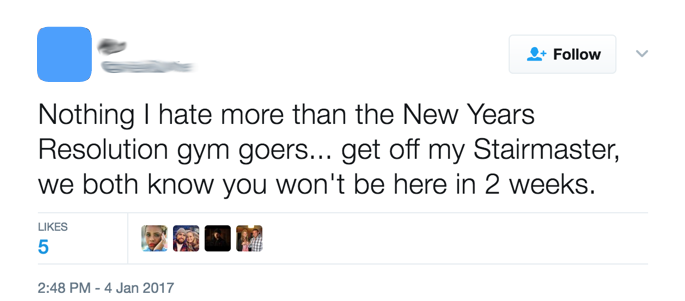 Follow
Nothing I hate more than the New Years
Resolution gym goers... get off my Stairmaster,
we both know you won't be here in 2 weeks.
LIKES
5
2:48 PM - 4 Jan 2017